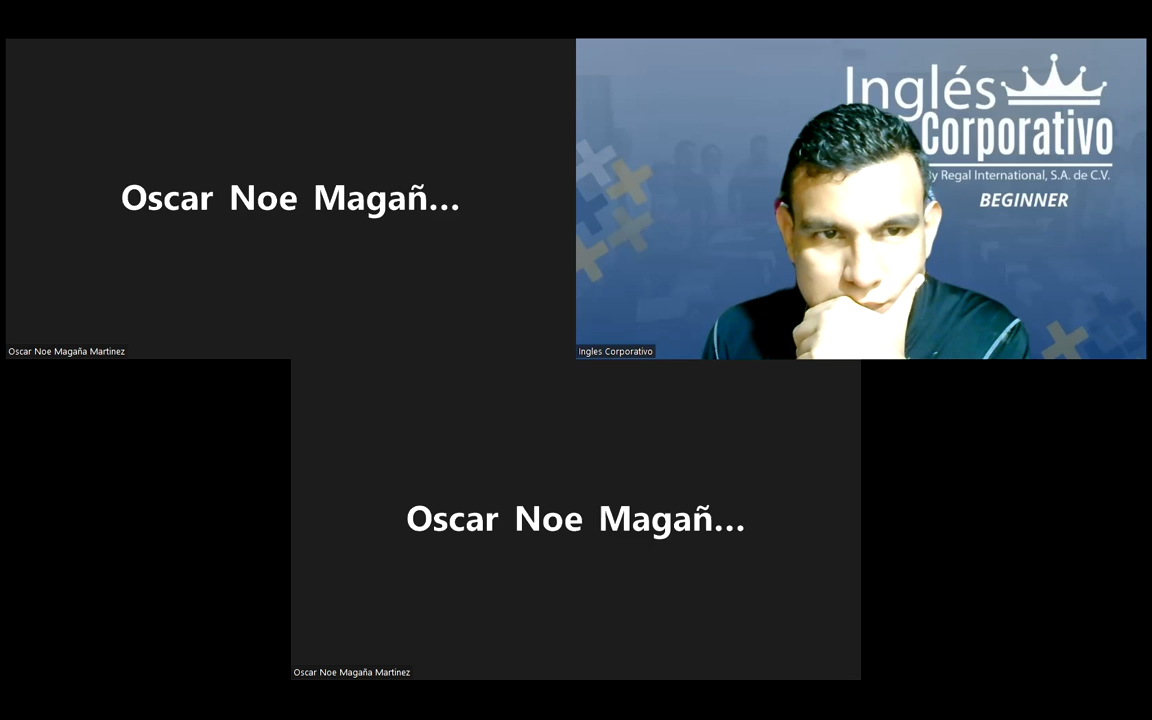 Inglés
Corporativo
ly Regal International, S.A. de C.V.
BEGINNER
Oscar Noe Magañ...
Oscar Noe Magaña Martinez
Ingles Corporativo
Oscar Noe Magañ...
Oscar Noe Magaña Martinez